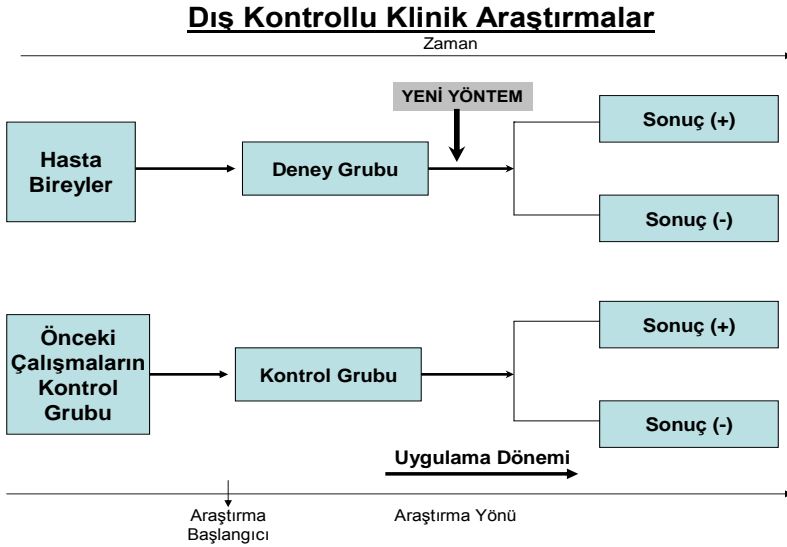 Dış Kontrollu Klinik Araştırmalar
Zaman
YENİ YÖNTEM
Sonuç (+)
Hasta
Bireyler
Deney Grubu
Sonuç (-)
Önceki
Çalışmaların
Kontrol
Grubu
Kontrol Grubu
Sonuç (+)
Sonuç (-)
Uygulama Dönemi
Araştırma
Başlangıcı
Araştırma Yönü